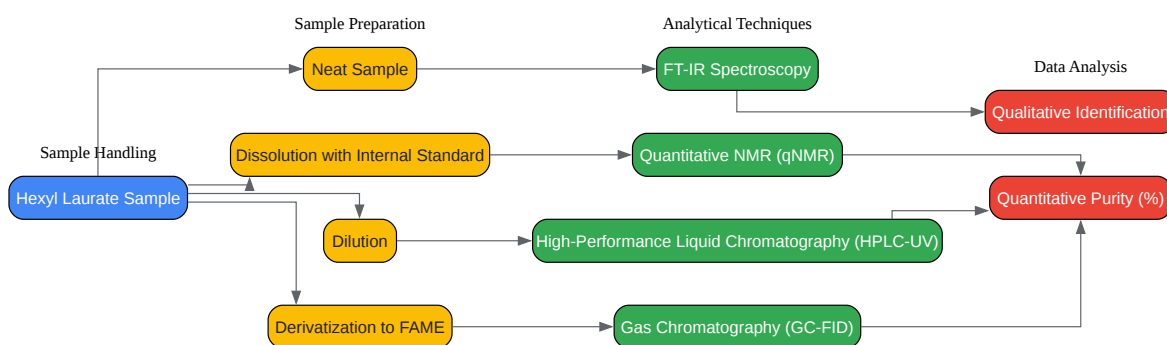 Sample Preparation
Analytical Techniques
Neat Sample
FT-IR Spectroscopy
Data Analysis
Qualitative Identification
Sample Handling
Dissolution with Internal Standard
Quantitative NMR (qNMR)
Hexyl Laurate Sample
Quantitative Purity (%)
Dilution
High-Performance Liquid Chromatography (HPLC-UV)
Derivatization to FAME
Gas Chromatography (GC-FID)